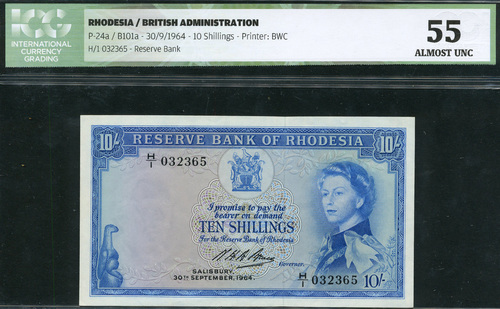 ICG
INTERNATIONAL
CURRENCY
GRADING
RHODESIA / BRITISH ADMINISTRATION
P-24a / B101a - 30/9/1964 - 10 Shillings - Printer: BWC
H/1 032365 - Reserve Bank
55
ALMOST UNC
10/- RESERVE BANK OF RHODESIA 10/-
H/1 032365
I promise to pay the
bearer on demand
TEN SHILLINGS
For the Reserve Bank of Rhodesia
Governor.
SALISBURY,
30TH SEPTEMBER, 1964.
H/1 032365 10/-